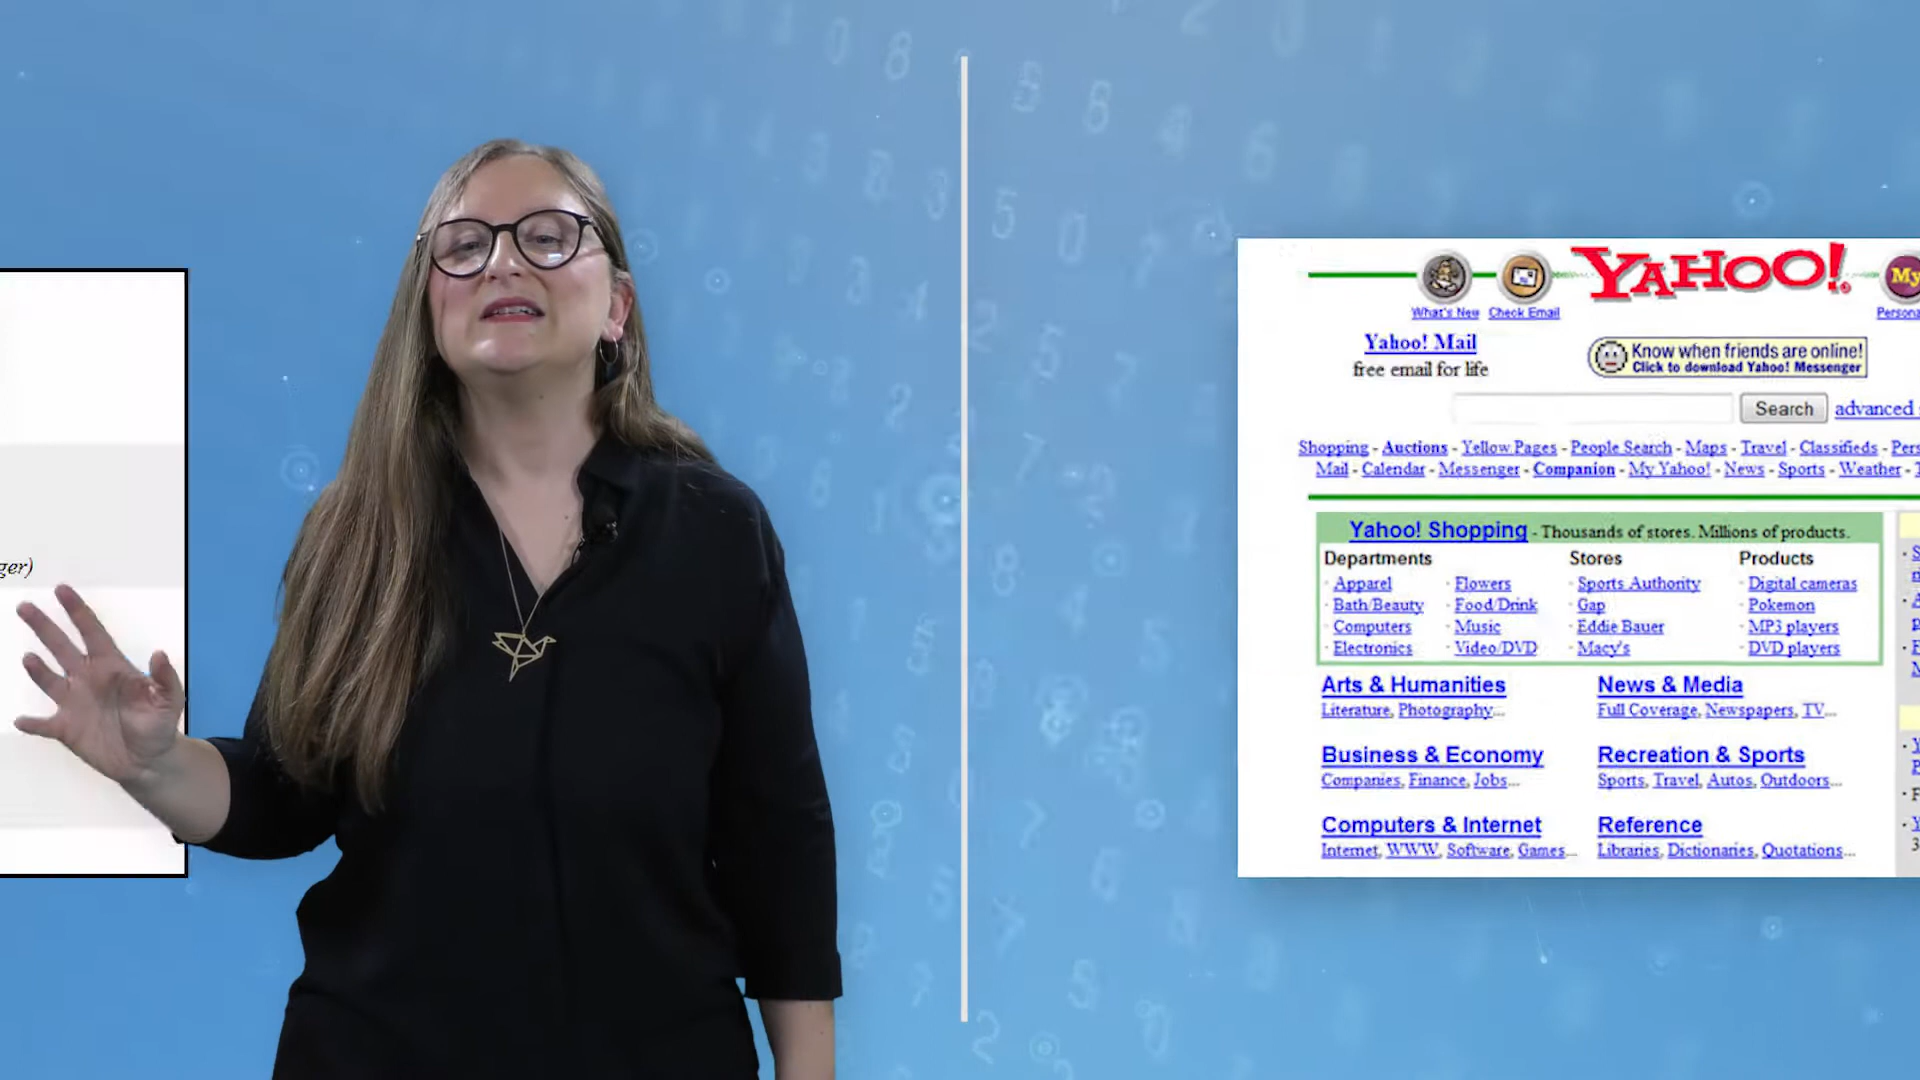 ger)
YAHOO!
My
What's New
Check Email
Persona
Yahoo! Mail
free email for life
Know when friends are online!
Click to download Yahoo! Messenger
Search
advanced
Shopping - Auctions - Yellow Pages - People Search - Maps - Travel - Classifieds - Pers
Mail - Calendar - Messenger - Companion - My Yahoo! - News - Sports - Weather -
Yahoo! Shopping - Thousands of stores. Millions of products.
Departments
Stores
Products
· Apparel
· Flowers
· Sports Authority
· Digital cameras
· Bath/Beauty
· Food/Drink
· Gap
· Pokemon
· Computers
· Music
· Eddie Bauer
· MP3 players
· Electronics
· Video/DVD
· Macy's
· DVD players
Arts & Humanities
Literature, Photography...
News & Media
Full Coverage, Newspapers, TV...
Business & Economy
Companies, Finance, Jobs...
Recreation & Sports
Sports, Travel, Autos, Outdoors...
Computers & Internet
Internet, WWW, Software, Games...
Reference
Libraries, Dictionaries, Quotations...